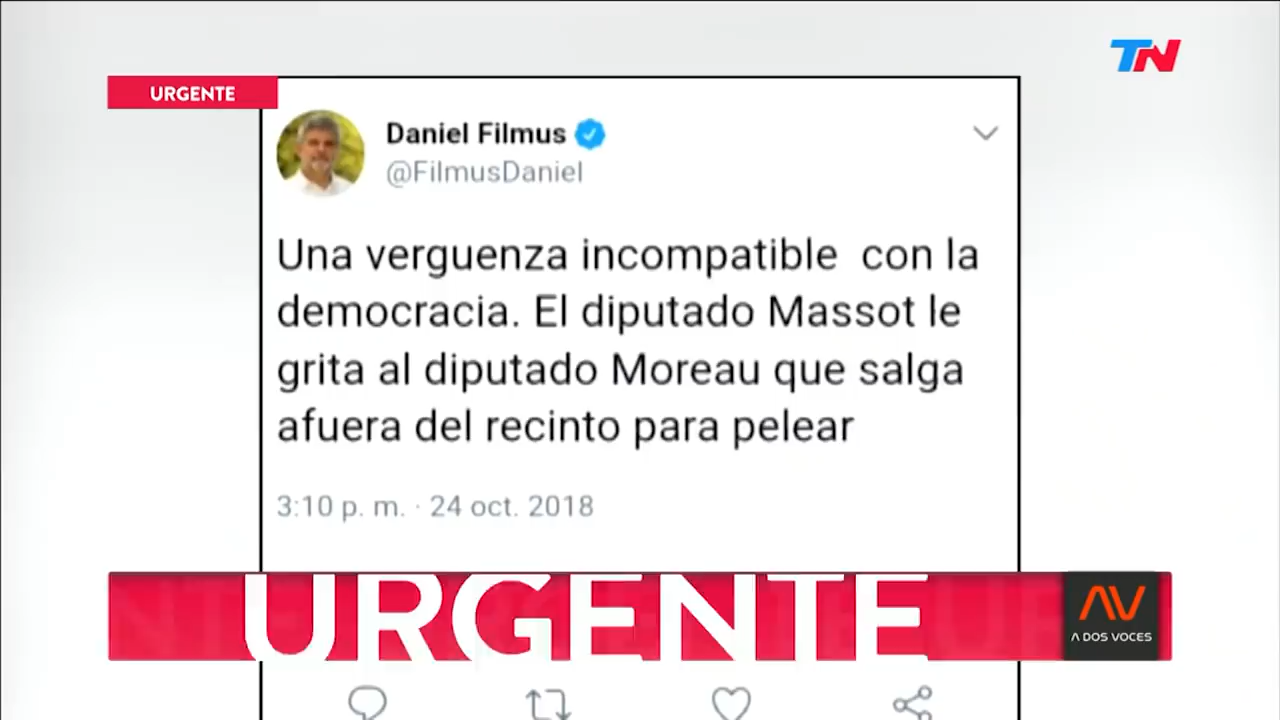 TN
URGENTE
Daniel Filmus
@FilmusDaniel
Una verguenza incompatible  con la
democracia. El diputado Massot le
grita al diputado Moreau que salga
afuera del recinto para pelear
3:10 p. m. · 24 oct. 2018
URGENTE
AV
A DOS VOCES